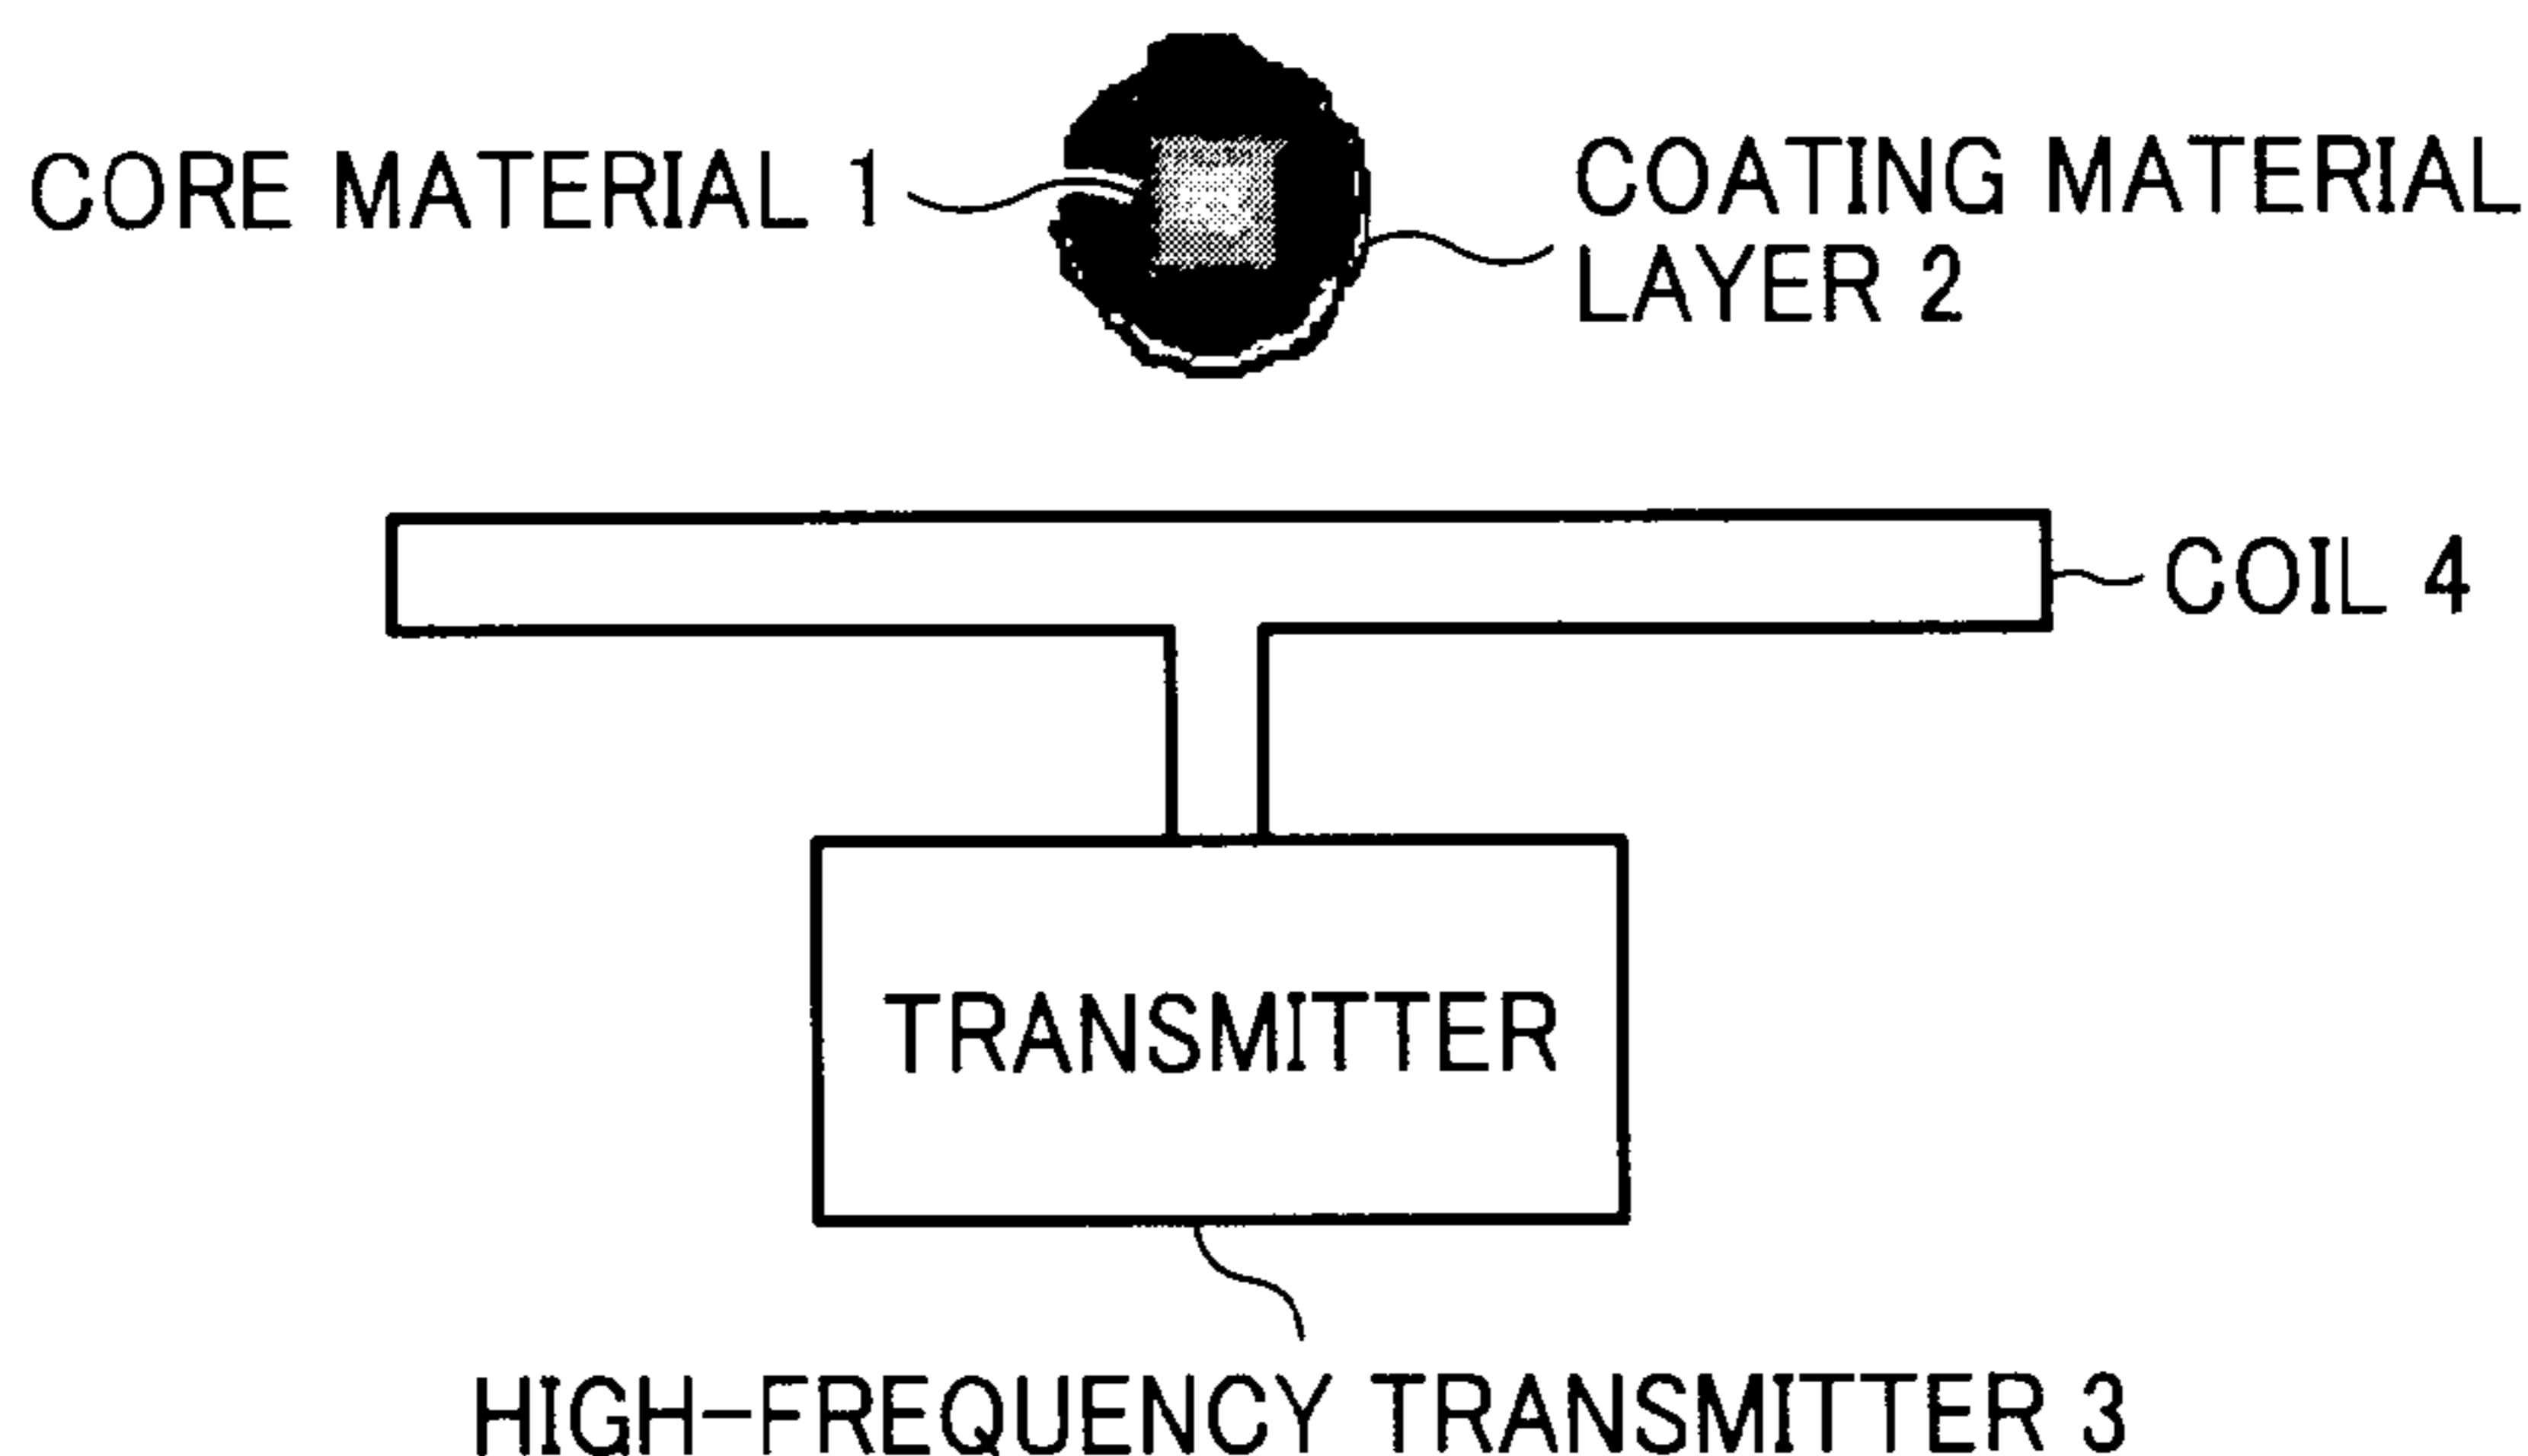 CORE MATERIAL 1
COATING MATERIAL
LAYER 2
COIL 4
TRANSMITTER
HIGH-FREQUENCY TRANSMITTER 3